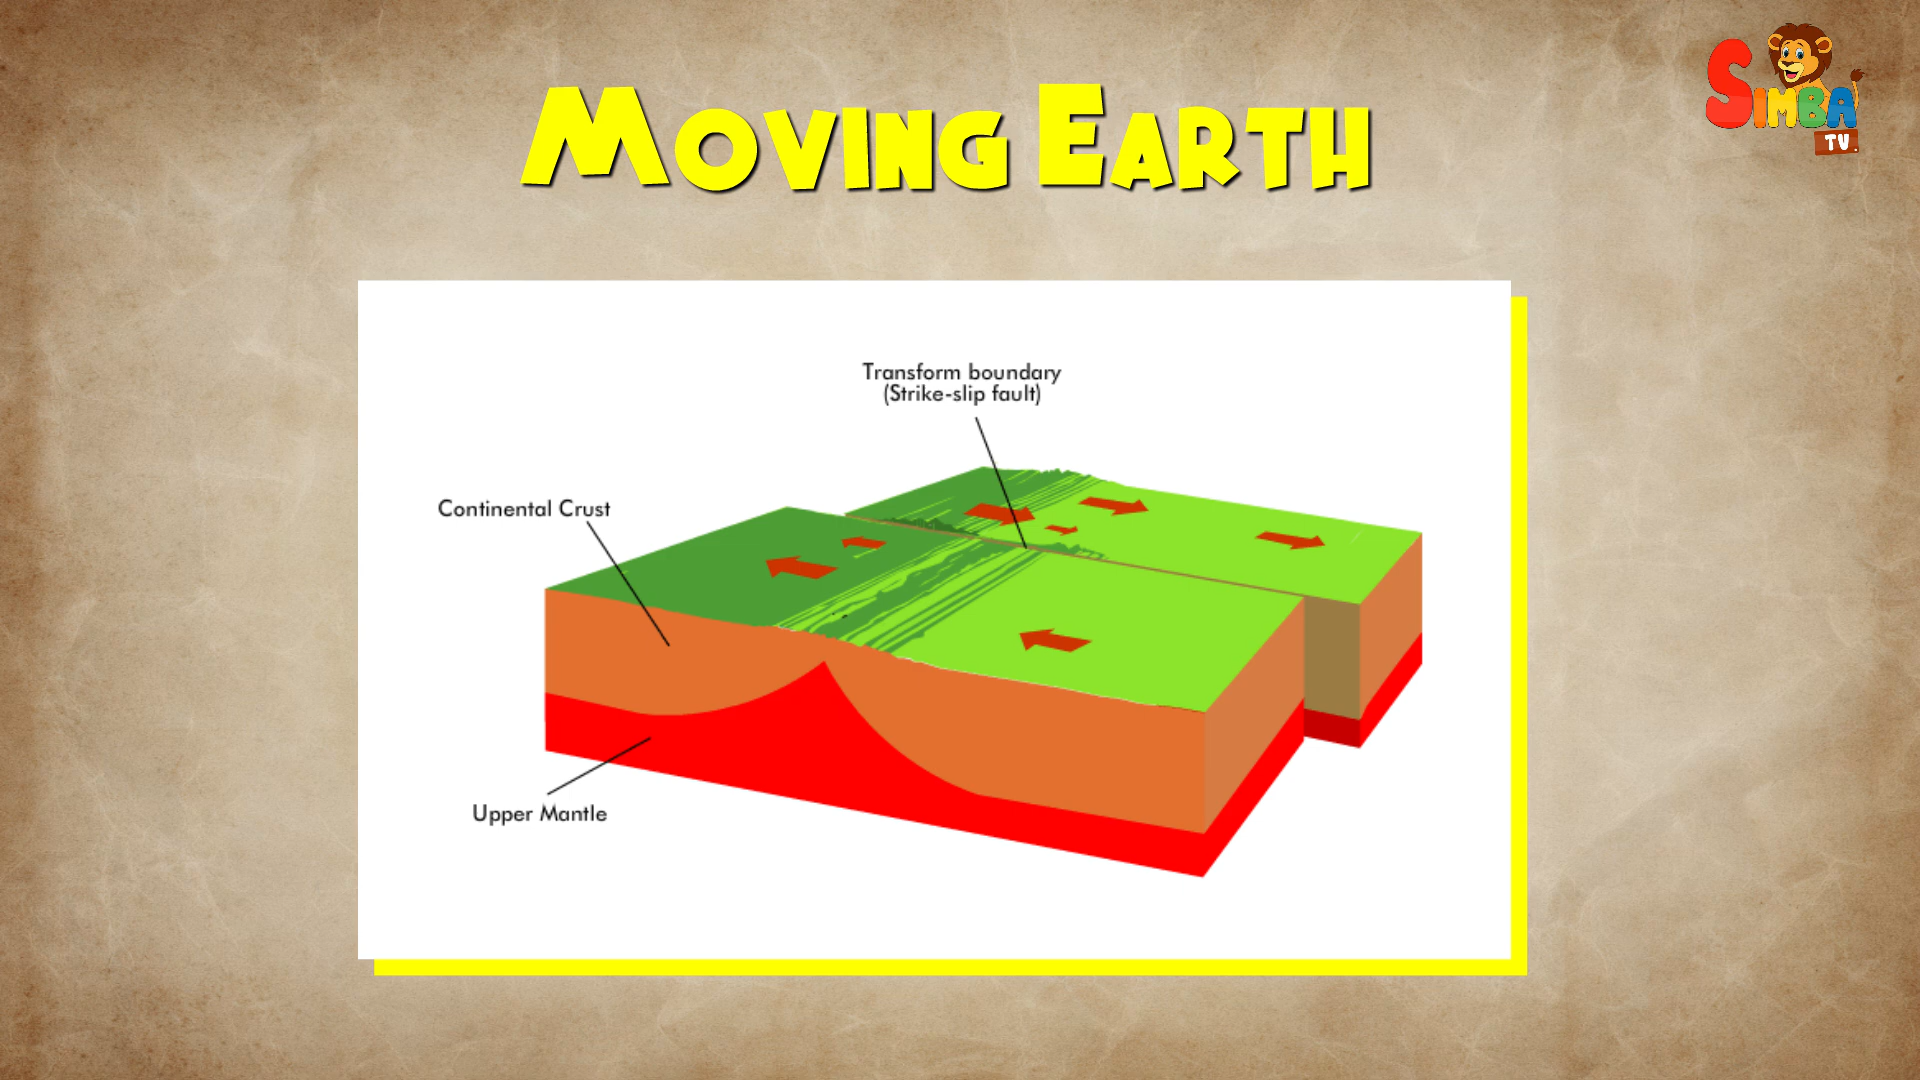 SIMBA
TV
MOVING EARTH
Transform boundary
(Strike-slip fault)
Continental Crust
Upper Mantle